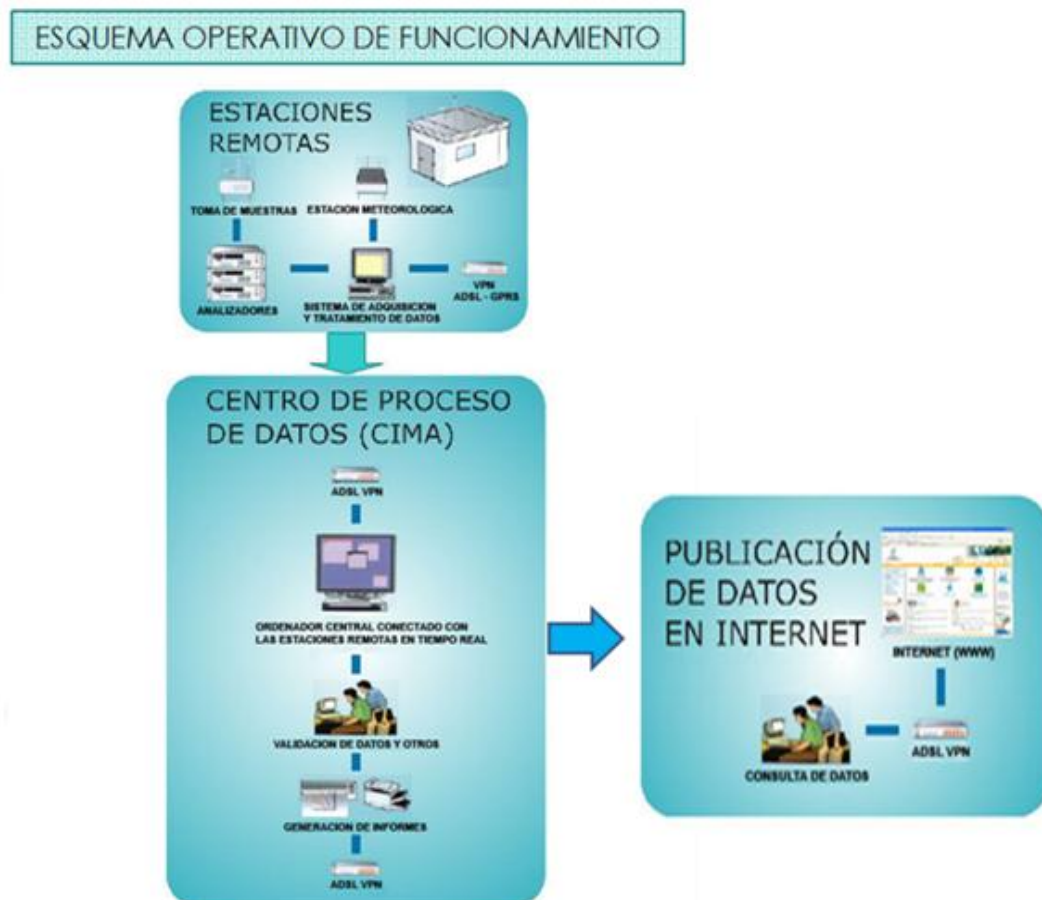 ESQUEMA OPERATIVO DE FUNCIONAMIENTO
ESTACIONES
REMOTAS
TOMA DE MUESTRAS
ESTACION METEOROLOGICA
ANALIZADORES
SISTEMA DE ADQUISICION
Y TRATAMIENTO DE DATOS
VPN
ADSL - GPRS
CENTRO DE PROCESO
DE DATOS (CIMA)
ADSL VPN
ORDENADOR CENTRAL CONECTADO CON
LAS ESTACIONES REMOTAS EN TIEMPO REAL
VALIDACION DE DATOS Y OTROS
GENERACION DE INFORMES
ADSL VPN
PUBLICACIÓN
DE DATOS
EN INTERNET
INTERNET (WWW)
ADSL VPN
CONSULTA DE DATOS